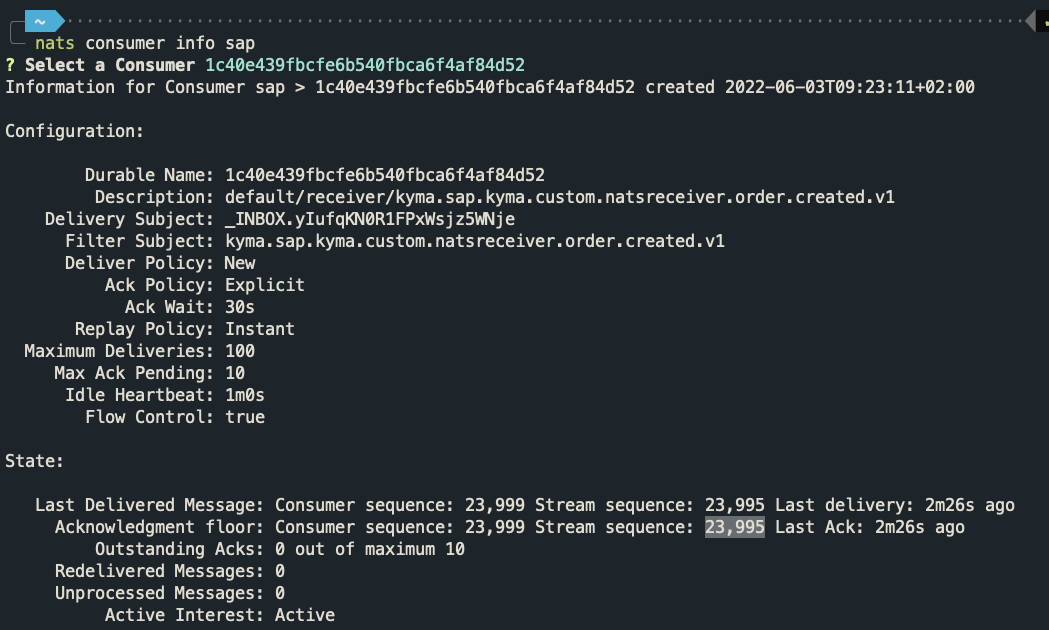 ~
nats consumer info sap
? Select a Consumer 1c40e439fbcfe6b540fbca6f4af84d52
Information for Consumer sap > 1c40e439fbcfe6b540fbca6f4af84d52 created 2022-06-03T09:23:11+02:00
Configuration:
Durable Name: 1c40e439fbcfe6b540fbca6f4af84d52
Description: default/receiver/kyma.sap.kyma.custom.natsreceiver.order.created.v1
Delivery Subject: _INBOX.yIufqKN0R1FPxWsjz5WNje
Filter Subject: kyma.sap.kyma.custom.natsreceiver.order.created.v1
Deliver Policy: New
Ack Policy: Explicit
Ack Wait: 30s
Replay Policy: Instant
Maximum Deliveries: 100
Max Ack Pending: 10
Idle Heartbeat: 1m0s
Flow Control: true
State:
Last Delivered Message: Consumer sequence: 23,999 Stream sequence: 23,995 Last delivery: 2m26s ago
Acknowledgment floor: Consumer sequence: 23,999 Stream sequence: 23,995 Last Ack: 2m26s ago
Outstanding Acks: 0 out of maximum 10
Redelivered Messages: 0
Unprocessed Messages: 0
Active Interest: Active